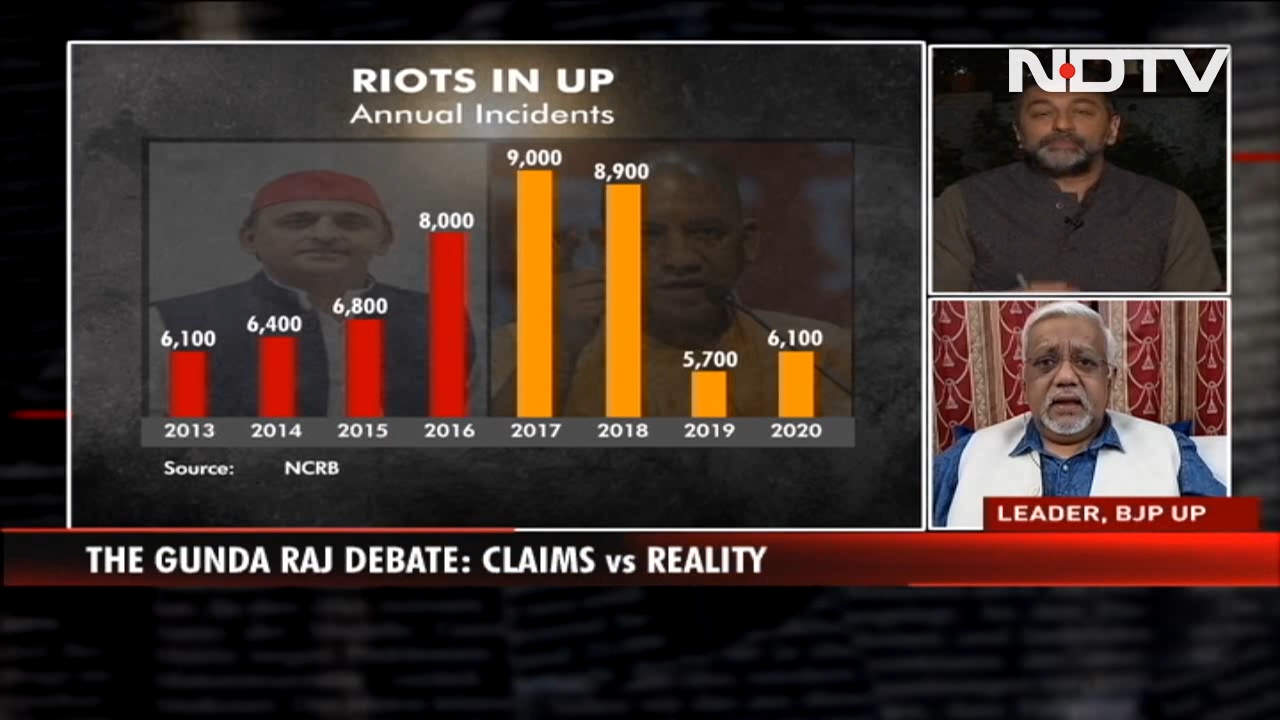 NDTV
RIOTS IN UP
Annual Incidents
9,000
8,900
8,000
6,800
6,400
6,100
5,700
6,100
2013 2014 2015 2016 2017 2018 2019 2020
Source: NCRB
LEADER, BJP UP
THE GUNDA RAJ DEBATE: CLAIMS vs REALITY